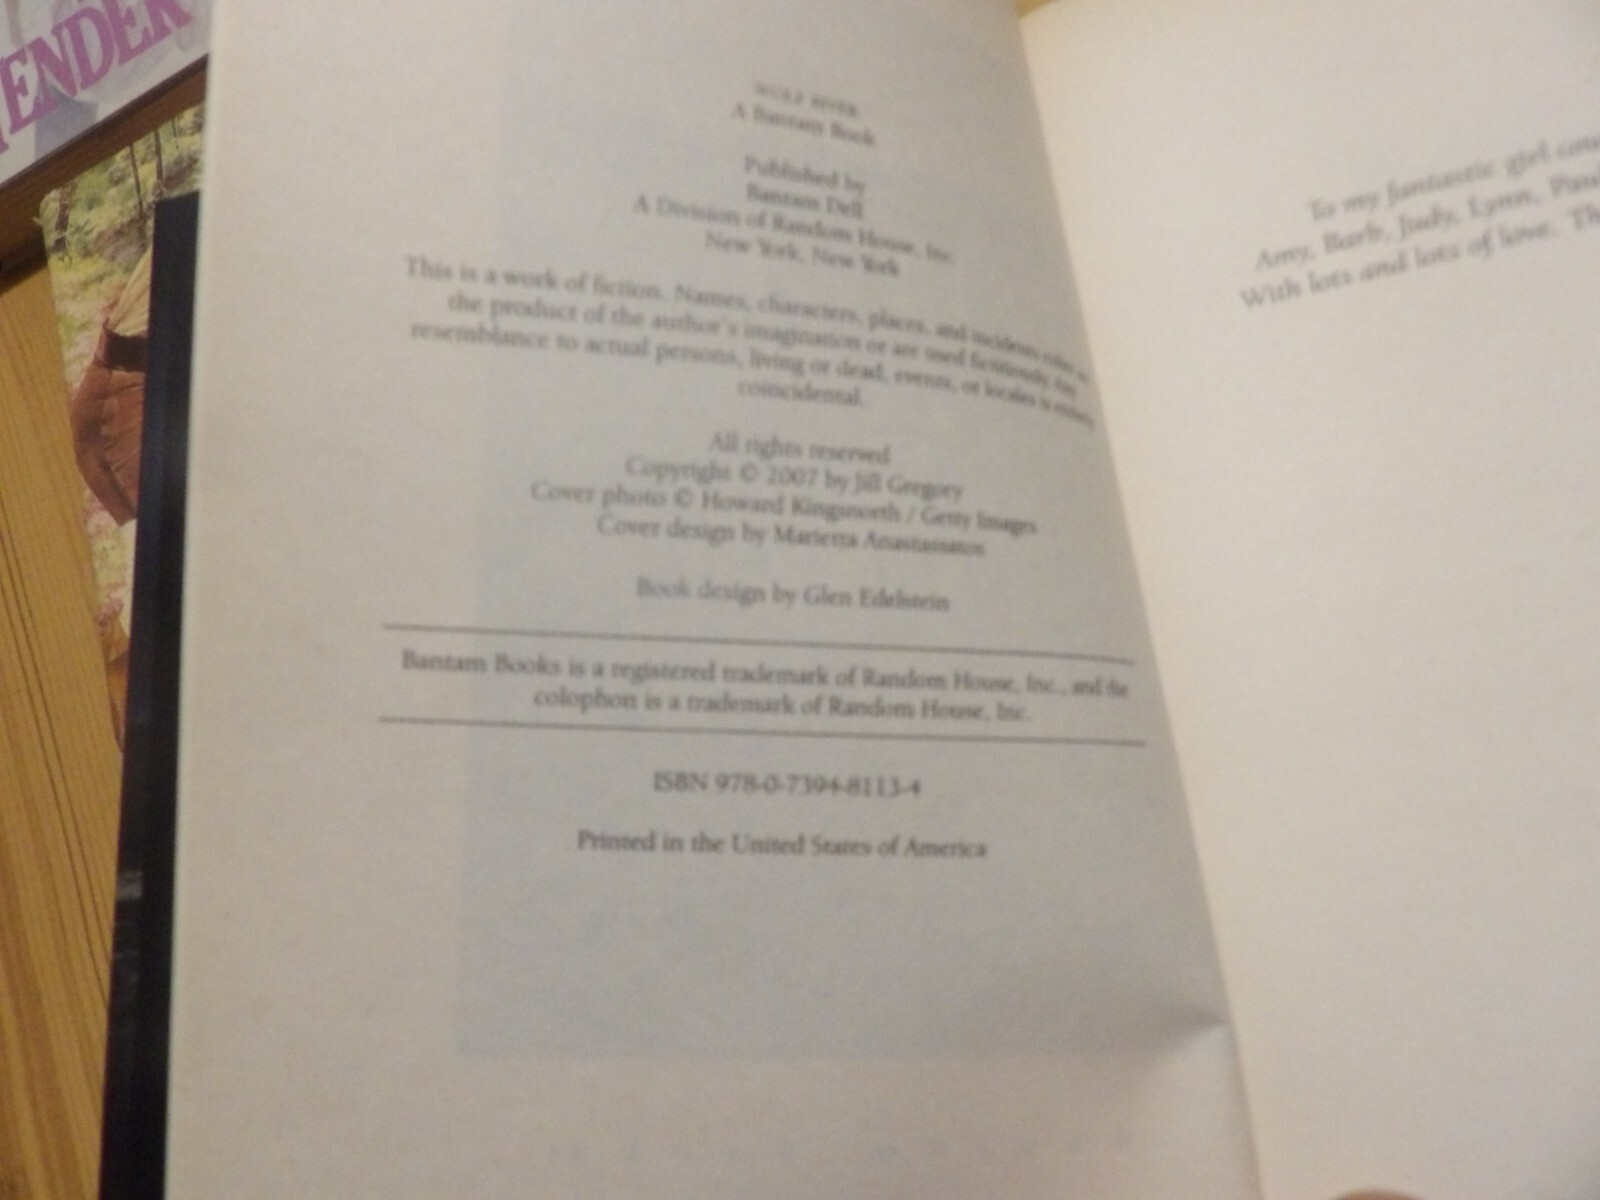 ENDER
WOLF RIVER
A Bantam Book
Published by
Bantam Dell
A Division of Random House, Inc.
New York, New York
This is a work of fiction. Names, characters, places, and incidents either are
the product of the author's imagination or are used fictitiously. Any
resemblance to actual persons, living or dead, events, or locales is entirely
coincidental.
All rights reserved
Copyright © 2007 by Jill Gregory
Cover photo © Howard Kingsnorth / Getty Images
Cover design by Marietta Anastassatos
Book design by Glen Edelstein
Bantam Books is a registered trademark of Random House, Inc., and the
colophon is a trademark of Random House, Inc.
ISBN 978-0-7394-8113-4
Printed in the United States of America
To my fantastic girl
Amy, Barb, Judy, Lynn,
With lots and lots of love.